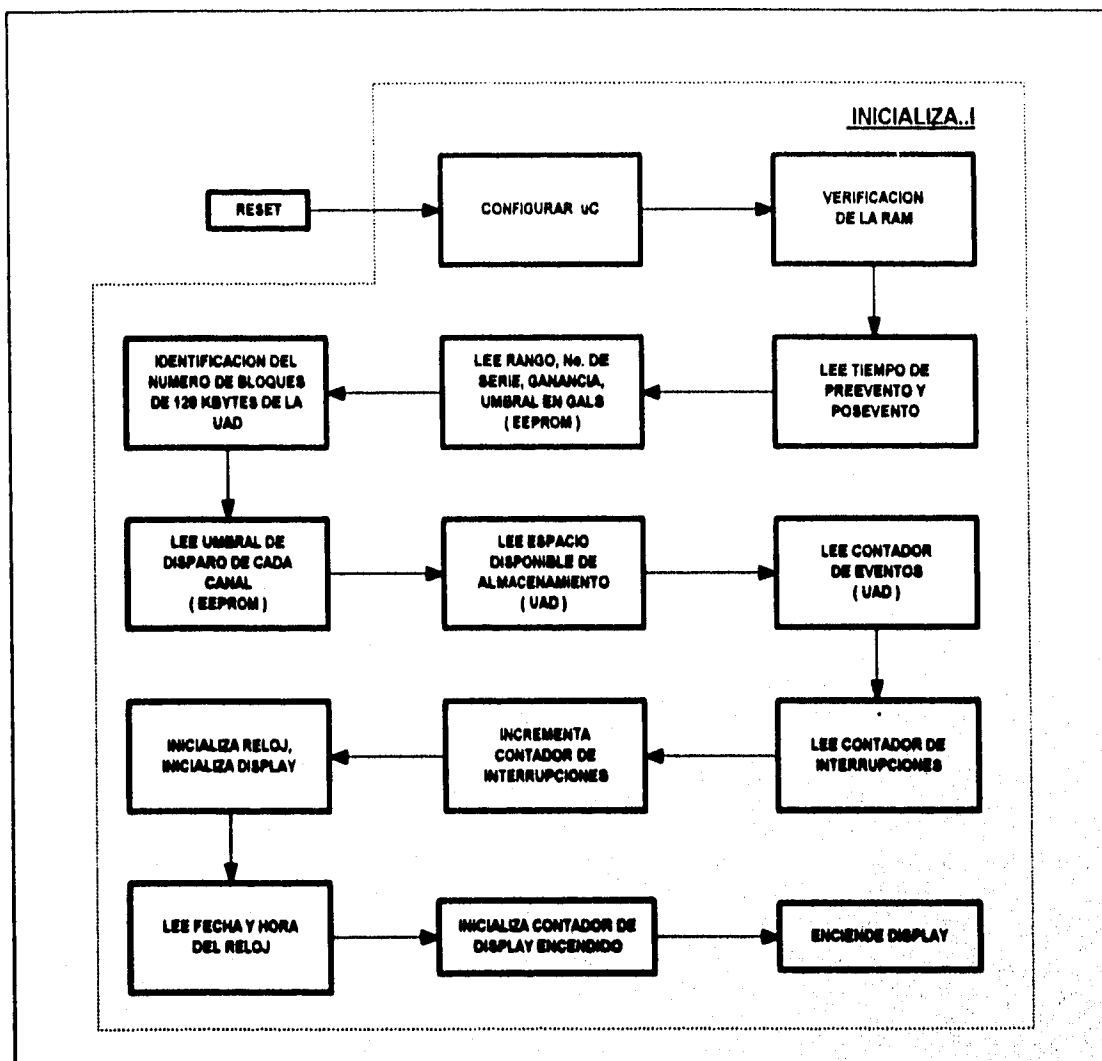 INICIALIZA..I
RESET
CONFIGURAR uC
VERIFICACION
DE LA RAM
LEE TIEMPO DE
PREEVENTO Y
POSEVENTO
LEE RANGO, No. DE
SERIE, GANANCIA,
UMBRAL EN GALS
( EEPROM )
IDENTIFICACION DEL
NUMERO DE BLOQUES
DE 128 KBYTES DE LA
UAD
LEE UMBRAL DE
DISPARO DE CADA
CANAL
( EEPROM )
LEE ESPACIO
DISPONIBLE DE
ALMACENAMIENTO
( UAD )
LEE CONTADOR
DE EVENTOS
( UAD )
LEE CONTADOR DE
INTERRUPCIONES
INCREMENTA
CONTADOR DE
INTERRUPCIONES
INICIALIZA RELOJ,
INICIALIZA DISPLAY
LEE FECHA Y HORA
DEL RELOJ
INICIALIZA CONTADOR DE
DISPLAY ENCENDIDO
ENCIENDE DISPLAY